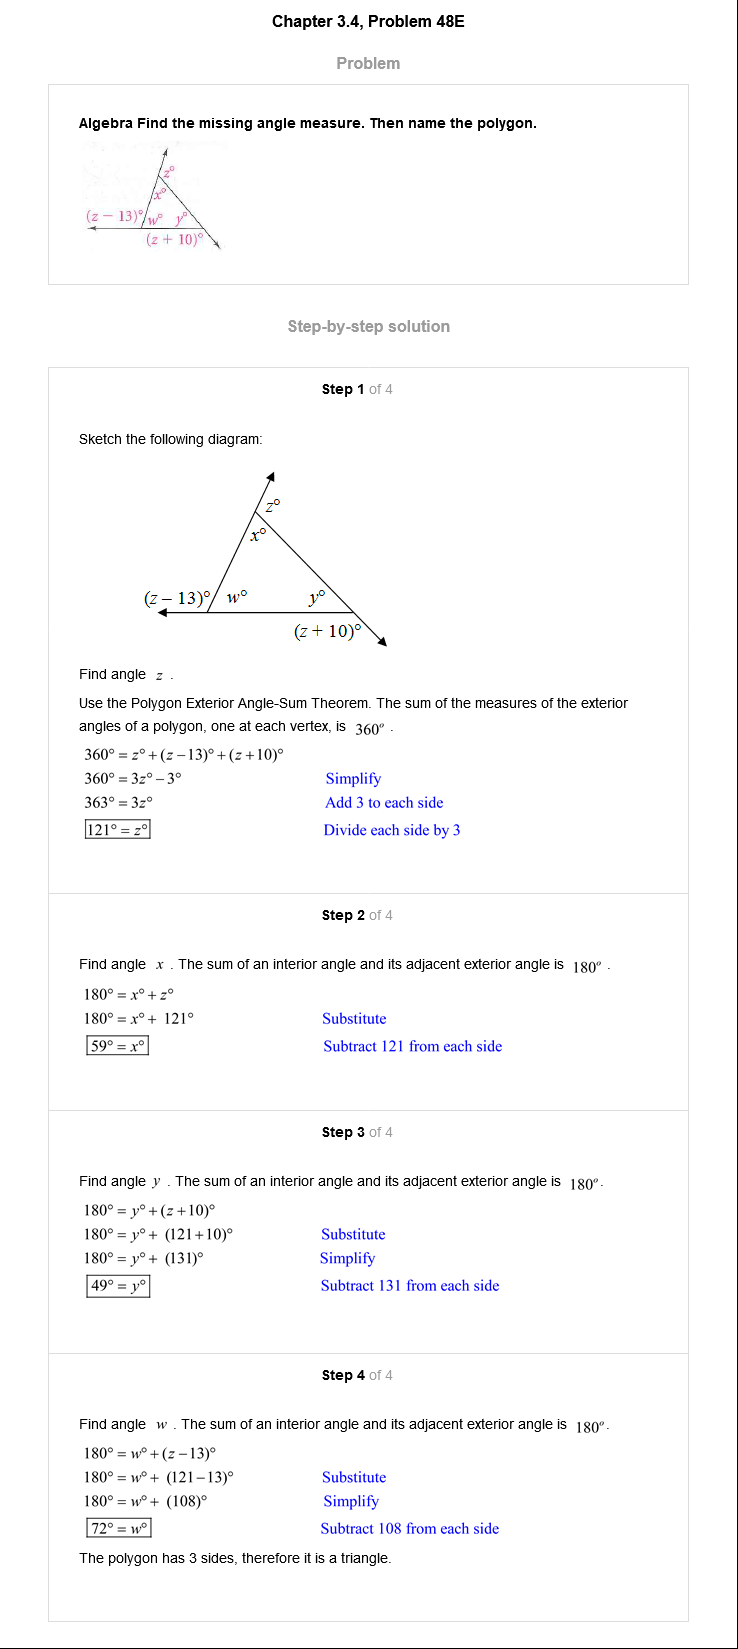 Chapter 3.4, Problem 48E
Problem
Algebra Find the missing angle measure. Then name the polygon.
z°
x°
(z − 13)° w° y°
(z + 10)°
Step-by-step solution
Step 1 of 4
Sketch the following diagram:
z°
x°
(z − 13)° w° y°
(z + 10)°
Find angle z .
Use the Polygon Exterior Angle-Sum Theorem. The sum of the measures of the exterior
angles of a polygon, one at each vertex, is 360° .
360° = z° + (z − 13)° + (z + 10)°
360° = 3z° − 3° Simplify
363° = 3z° Add 3 to each side
121° = z° Divide each side by 3
Step 2 of 4
Find angle x . The sum of an interior angle and its adjacent exterior angle is 180° .
180° = x° + z°
180° = x° + 121° Substitute
59° = x° Subtract 121 from each side
Step 3 of 4
Find angle y . The sum of an interior angle and its adjacent exterior angle is 180° .
180° = y° + (z + 10)°
180° = y° + (121 + 10)° Substitute
180° = y° + (131)° Simplify
49° = y° Subtract 131 from each side
Step 4 of 4
Find angle w . The sum of an interior angle and its adjacent exterior angle is 180° .
180° = w° + (z − 13)°
180° = w° + (121 − 13)° Substitute
180° = w° + (108)° Simplify
72° = w° Subtract 108 from each side
The polygon has 3 sides, therefore it is a triangle.